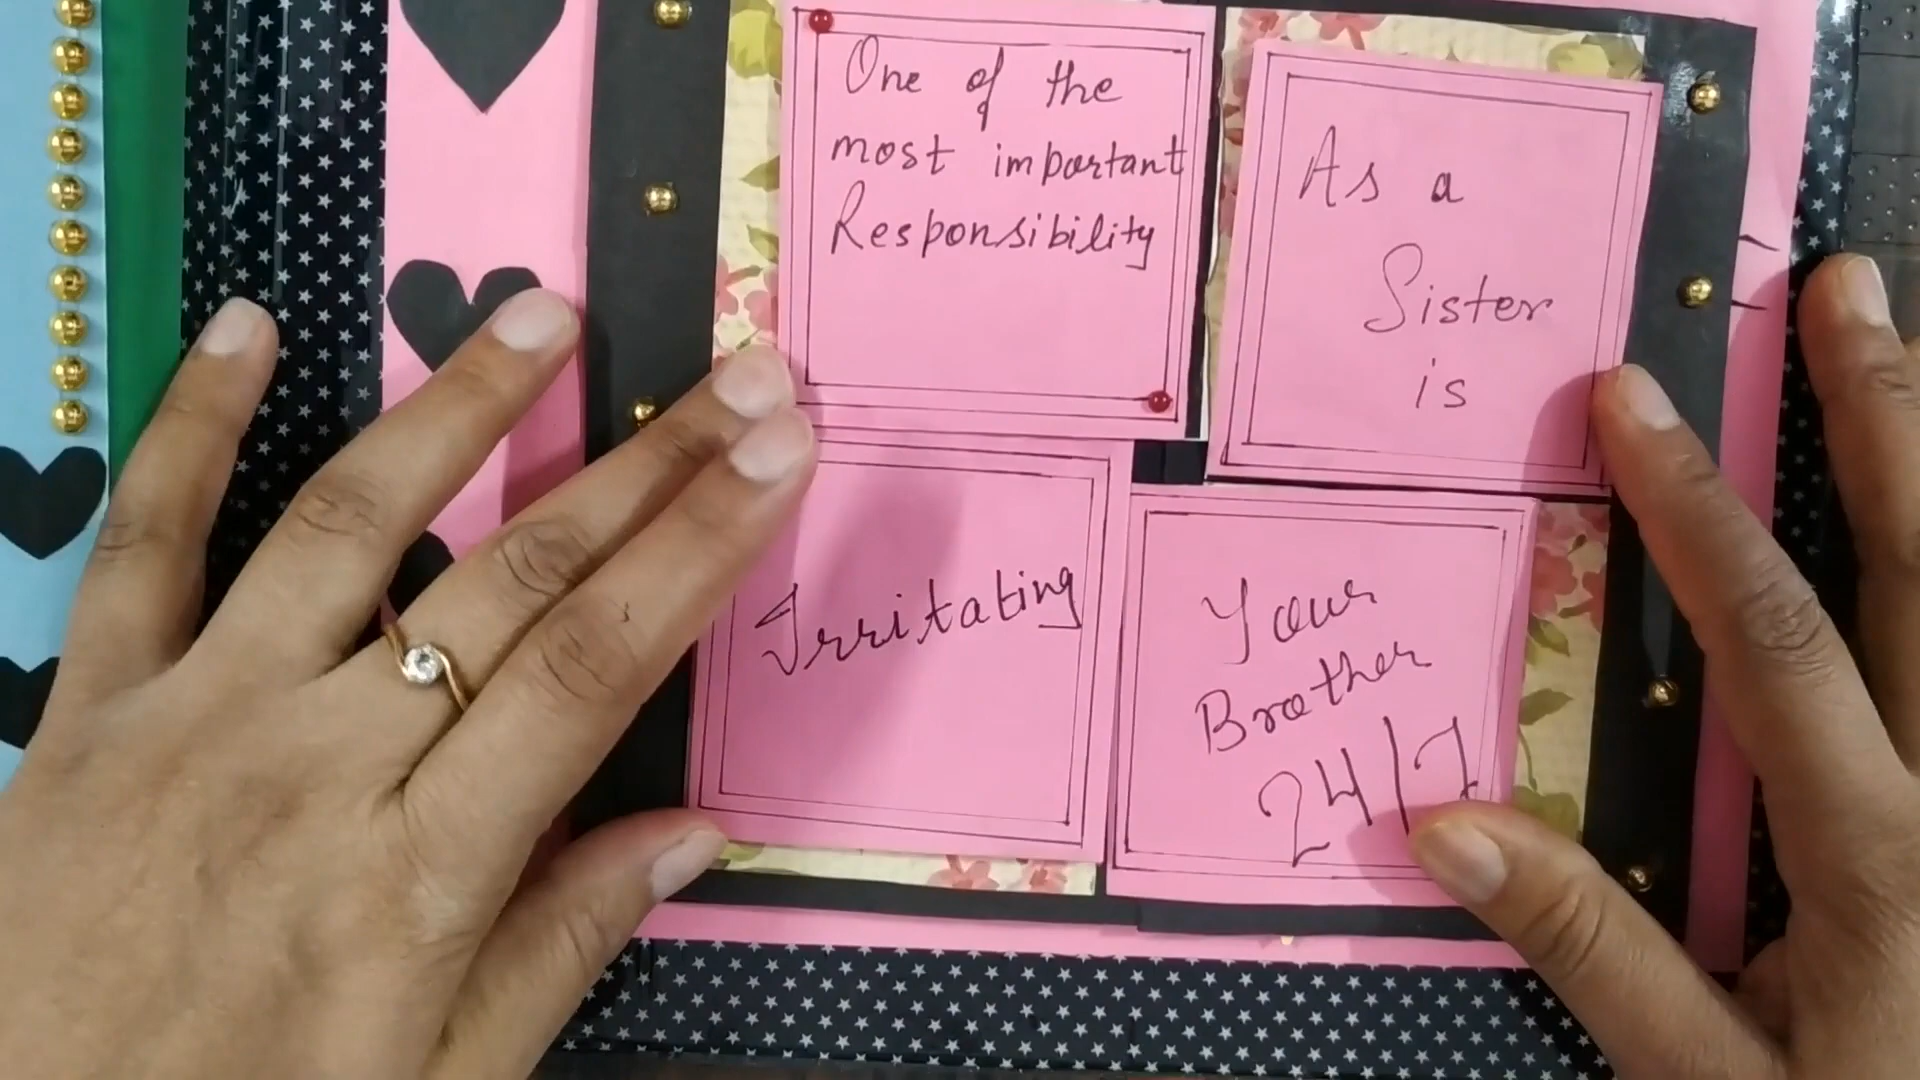 One of the
most important
Responsibility
As a
Sister
is
Irritating
Your
Brother
24/7